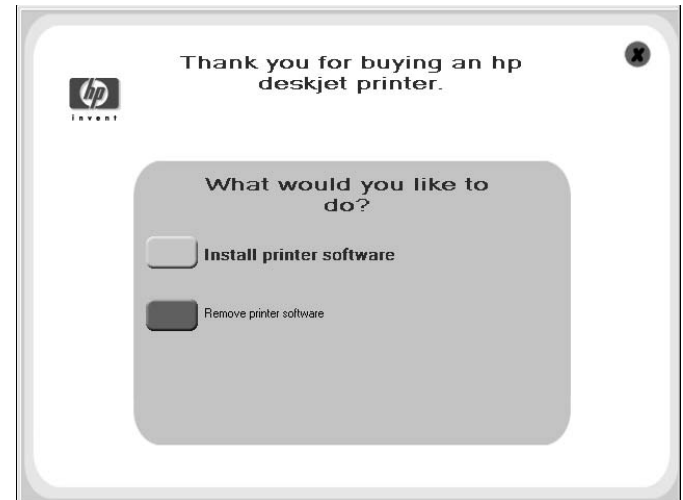 Thank you for buying an hp
deskjet printer.
hp
invent
What would you like to
do?
Install printer software
Remove printer software